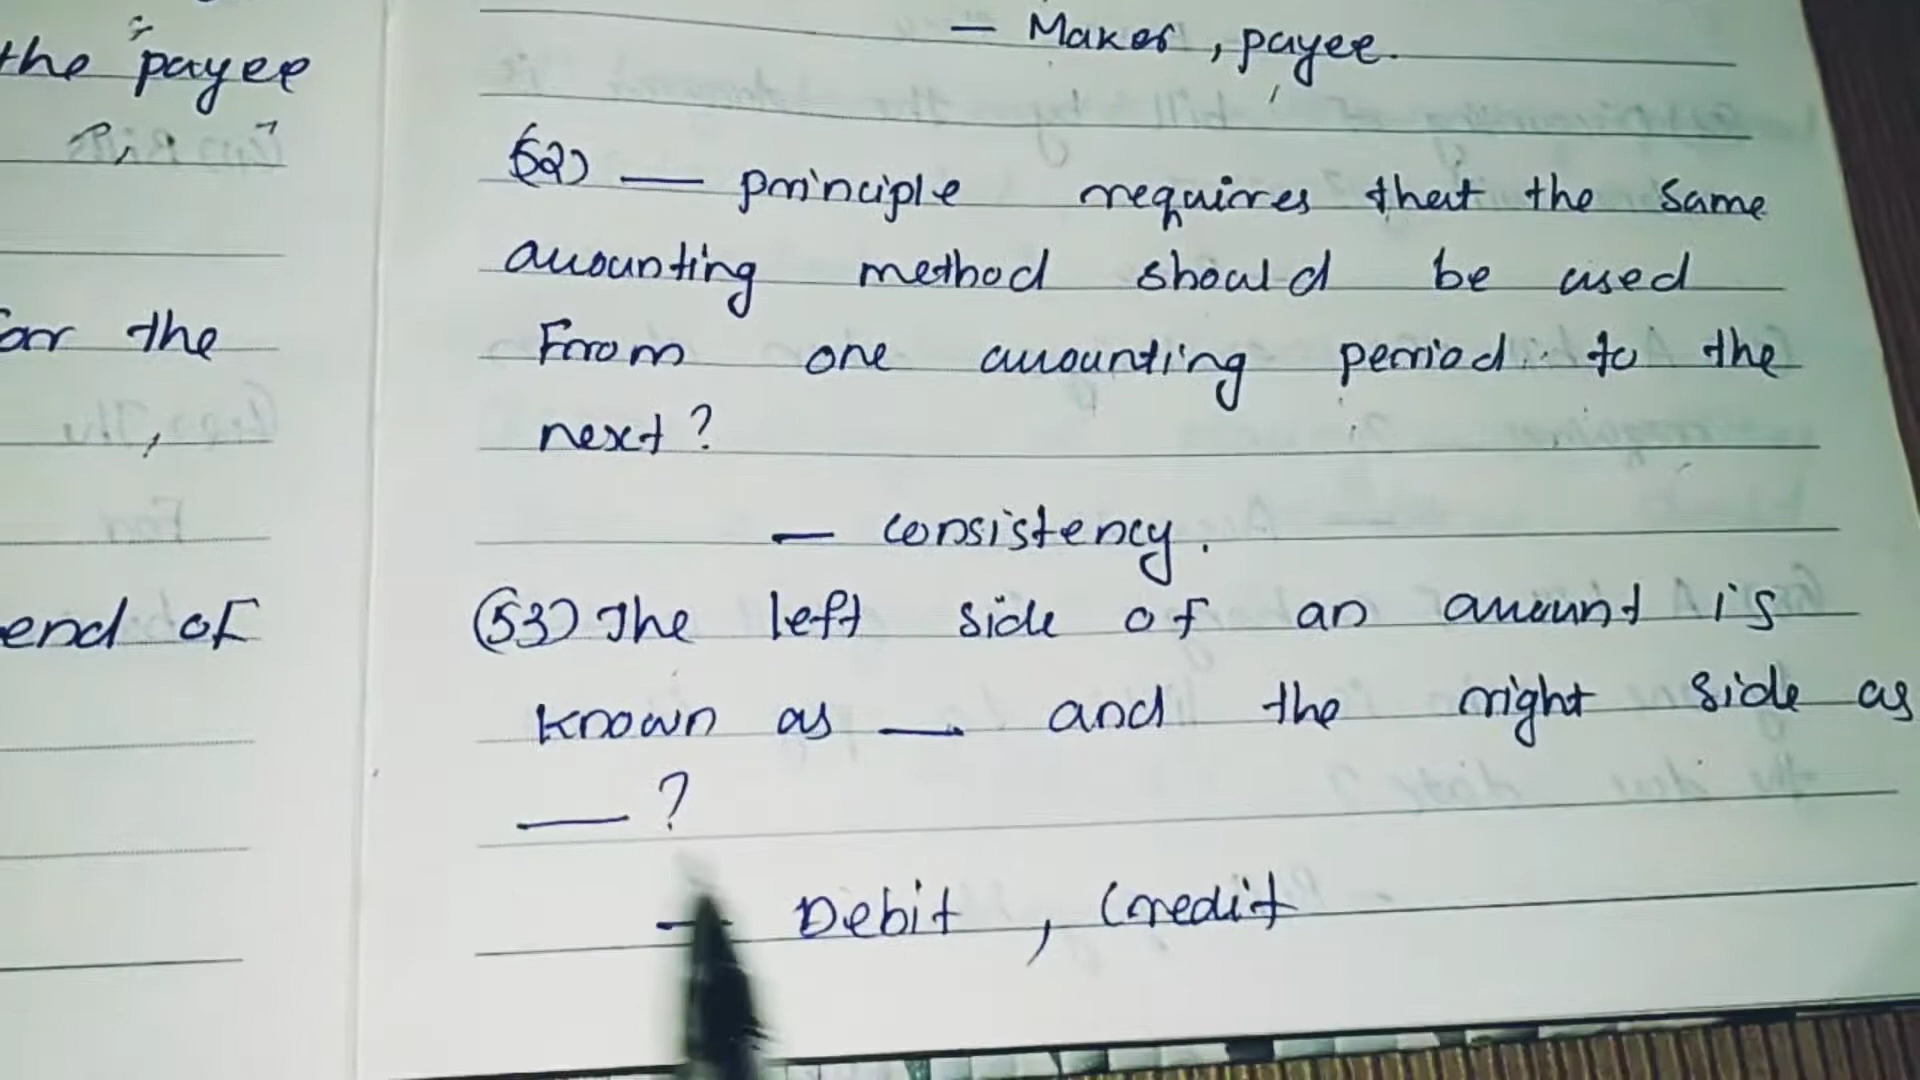 the payee
for the
end of
— Maker, payee.
(52) — principle requires that the same
accounting method should be used
From one accounting period to the
next?
— consistency.
(53) The left side of an account is
known as — and the right side as
— ?
— Debit, Credit